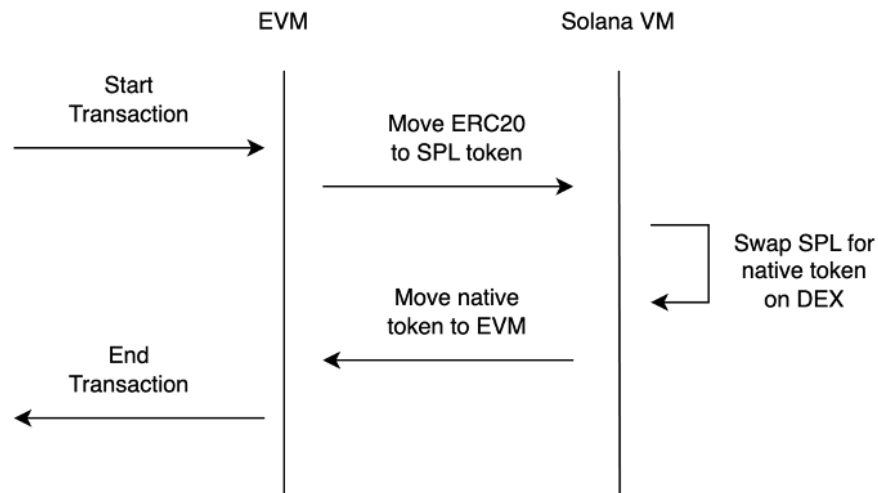 EVM
Solana VM
Start
Transaction
Move ERC20
to SPL token
Swap SPL for
native token
on DEX
Move native
token to EVM
End
Transaction